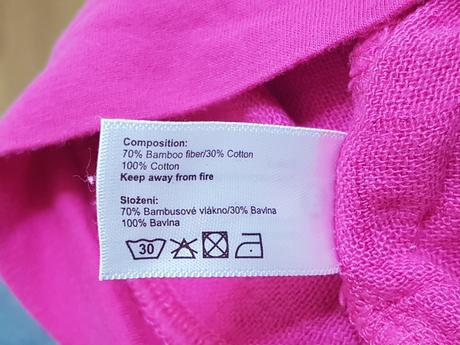 Composition:
70% Bamboo fiber/30% Cotton
100% Cotton
Keep away from fire
Složení:
70% Bambusové vlákno/30% Bavlna
100% Bavlna
30